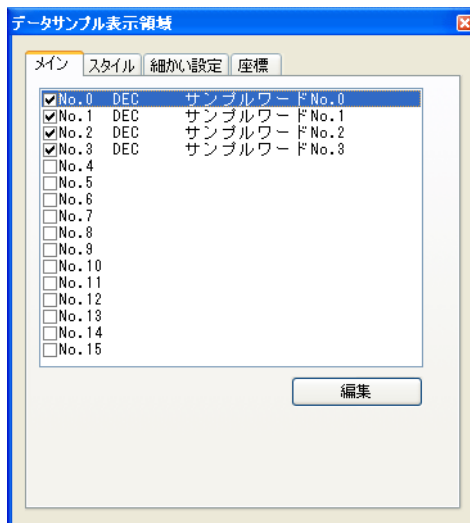 データサンプル表示領域
メイン スタイル 細かい設定 座標
No.0 DEC サンプルワードNo.0
No.1 DEC サンプルワードNo.1
No.2 DEC サンプルワードNo.2
No.3 DEC サンプルワードNo.3
No.4
No.5
No.6
No.7
No.8
No.9
No.10
No.11
No.12
No.13
No.14
No.15
編集